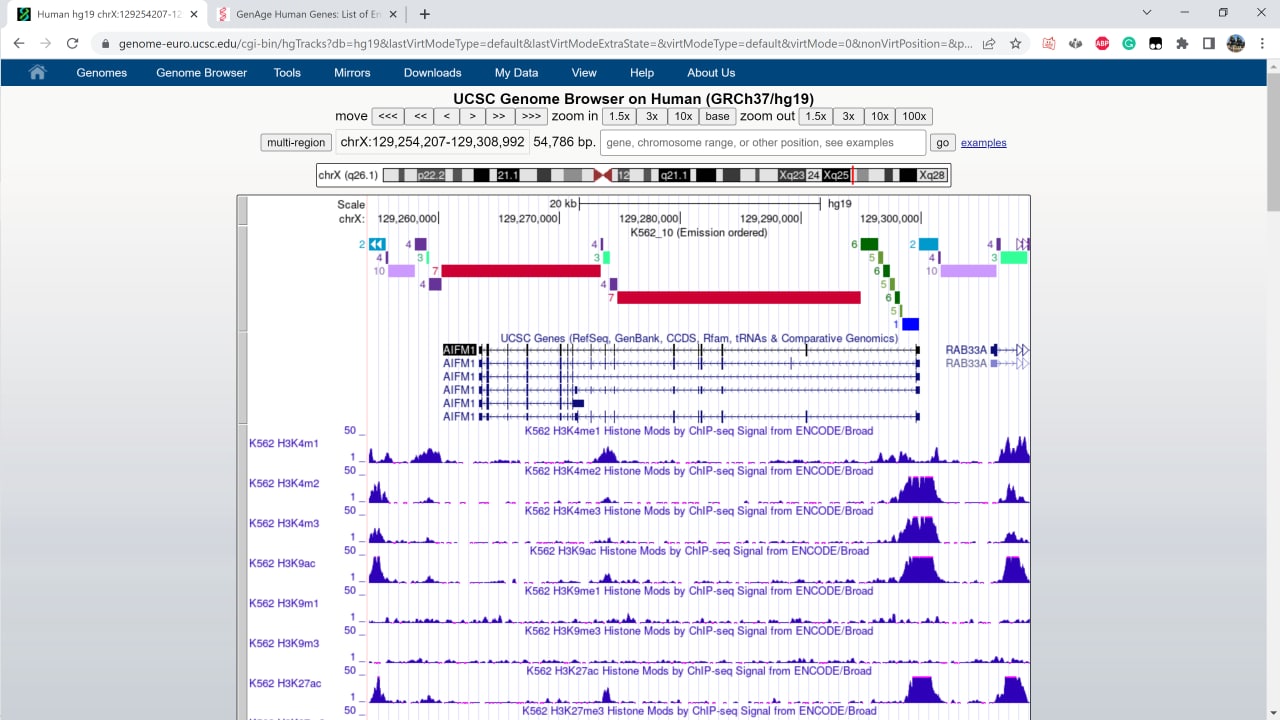 Human hg19 chrX:129254207-12
GenAge Human Genes: List of En
genome-euro.ucsc.edu/cgi-bin/hgTracks?db=hg19&lastVirtModeType=default&lastVirtModeExtraState=&virtModeType=default&virtMode=0&nonVirtPosition=&p...
ABP
Genomes Genome Browser Tools Mirrors Downloads My Data View Help About Us
UCSC Genome Browser on Human (GRCh37/hg19)
move <<< << < > >> >>> zoom in 1.5x 3x 10x base zoom out 1.5x 3x 10x 100x
multi-region chrX:129,254,207-129,308,992 54,786 bp. gene, chromosome range, or other position, see examples go examples
chrX (q26.1) p22.2 21.1 12 q21.1 Xq23 24 Xq25 Xq28
Scale 20 kb hg19
chrX: 129,260,000 129,270,000 129,280,000 129,290,000 129,300,000
K562_10 (Emission ordered)
2 4 4 6 2 4
4 3 3 5 4 3
10 7 6 10
4 4 5
7 6
5
1
UCSC Genes (RefSeq, GenBank, CCDS, Rfam, tRNAs & Comparative Genomics)
AIFM1 RAB33A
AIFM1 RAB33A
AIFM1
AIFM1
AIFM1
AIFM1
K562 H3K4me1 Histone Mods by ChIP-seq Signal from ENCODE/Broad
50
K562 H3K4m1
1
K562 H3K4me2 Histone Mods by ChIP-seq Signal from ENCODE/Broad
50
K562 H3K4m2
1
K562 H3K4me3 Histone Mods by ChIP-seq Signal from ENCODE/Broad
50
K562 H3K4m3
1
K562 H3K9ac Histone Mods by ChIP-seq Signal from ENCODE/Broad
50
K562 H3K9ac
1
K562 H3K9me1 Histone Mods by ChIP-seq Signal from ENCODE/Broad
50
K562 H3K9m1
1
K562 H3K9me3 Histone Mods by ChIP-seq Signal from ENCODE/Broad
50
K562 H3K9m3
1
K562 H3K27ac Histone Mods by ChIP-seq Signal from ENCODE/Broad
50
K562 H3K27ac
1
K562 H3K27me3 Histone Mods by ChIP-seq Signal from ENCODE/Broad
50